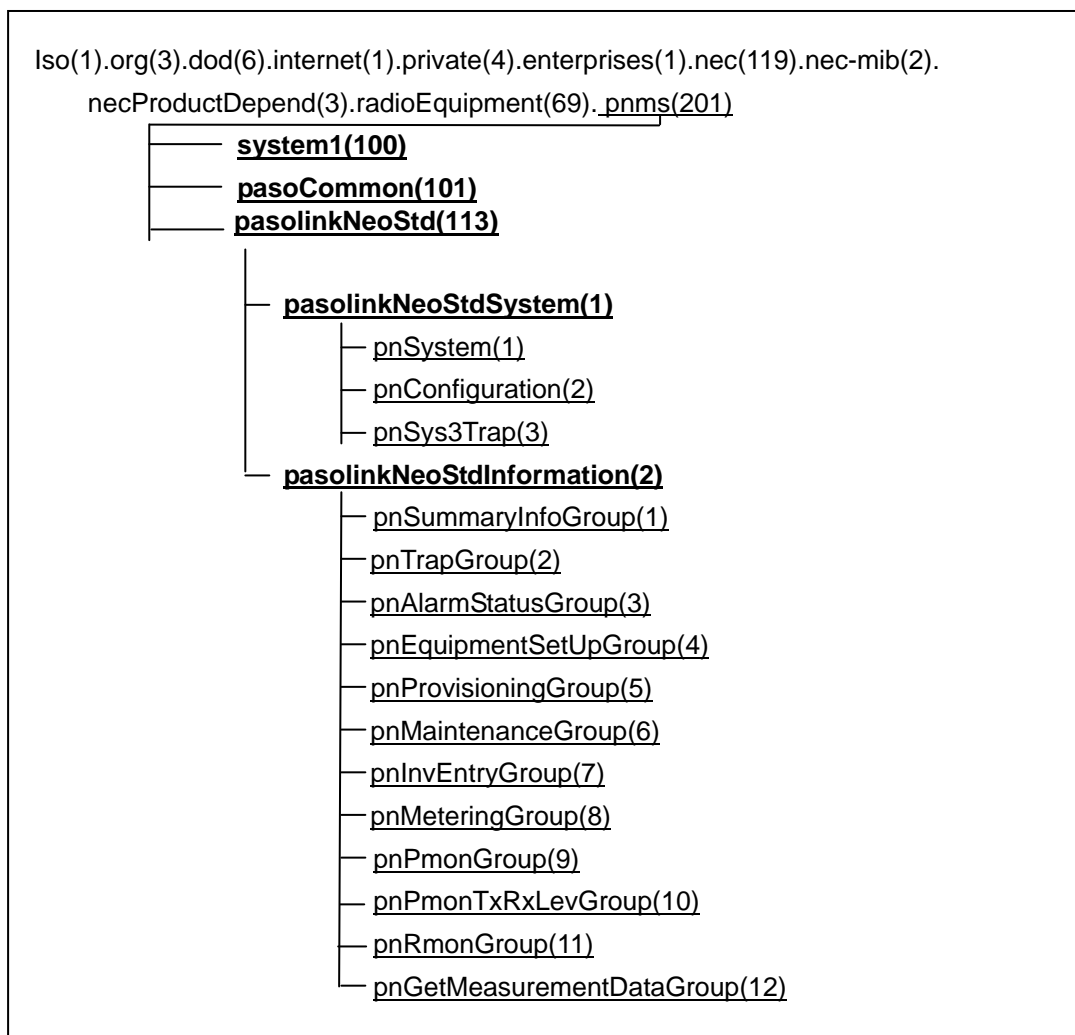 Iso(1).org(3).dod(6).internet(1).private(4).enterprises(1).nec(119).nec-mib(2).
necProductDepend(3).radioEquipment(69). pnms(201)
system1(100)
pasoCommon(101)
pasolinkNeoStd(113)
pasolinkNeoStdSystem(1)
pnSystem(1)
pnConfiguration(2)
pnSys3Trap(3)
pasolinkNeoStdInformation(2)
pnSummaryInfoGroup(1)
pnTrapGroup(2)
pnAlarmStatusGroup(3)
pnEquipmentSetUpGroup(4)
pnProvisioningGroup(5)
pnMaintenanceGroup(6)
pnInvEntryGroup(7)
pnMeteringGroup(8)
pnPmonGroup(9)
pnPmonTxRxLevGroup(10)
pnRmonGroup(11)
pnGetMeasurementDataGroup(12)